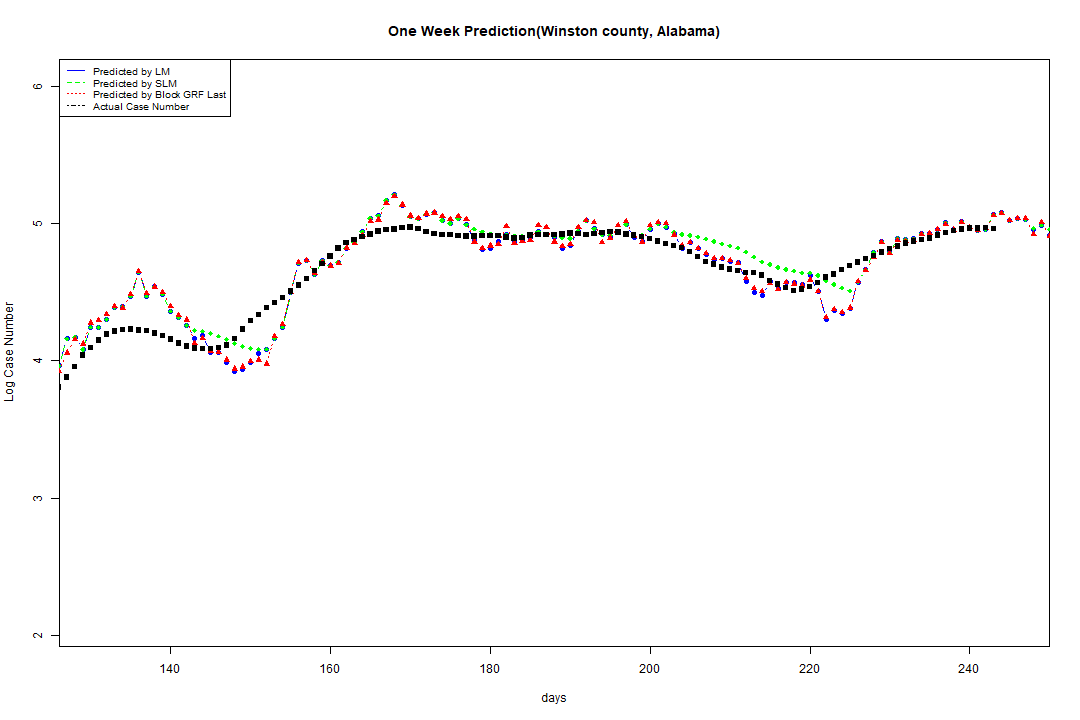 One Week Prediction(Winston county, Alabama)
Predicted by LM
Predicted by SLM
Predicted by Block GRF Last
Actual Case Number
6
5
4
3
2
Log Case Number
140 160 180 200 220 240
days